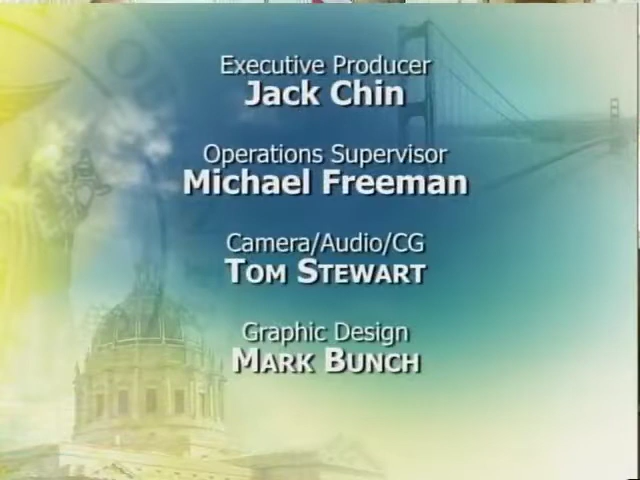 Executive Producer
Jack Chin
Operations Supervisor
Michael Freeman
Camera/Audio/CG
Tom Stewart
Graphic Design
Mark Bunch